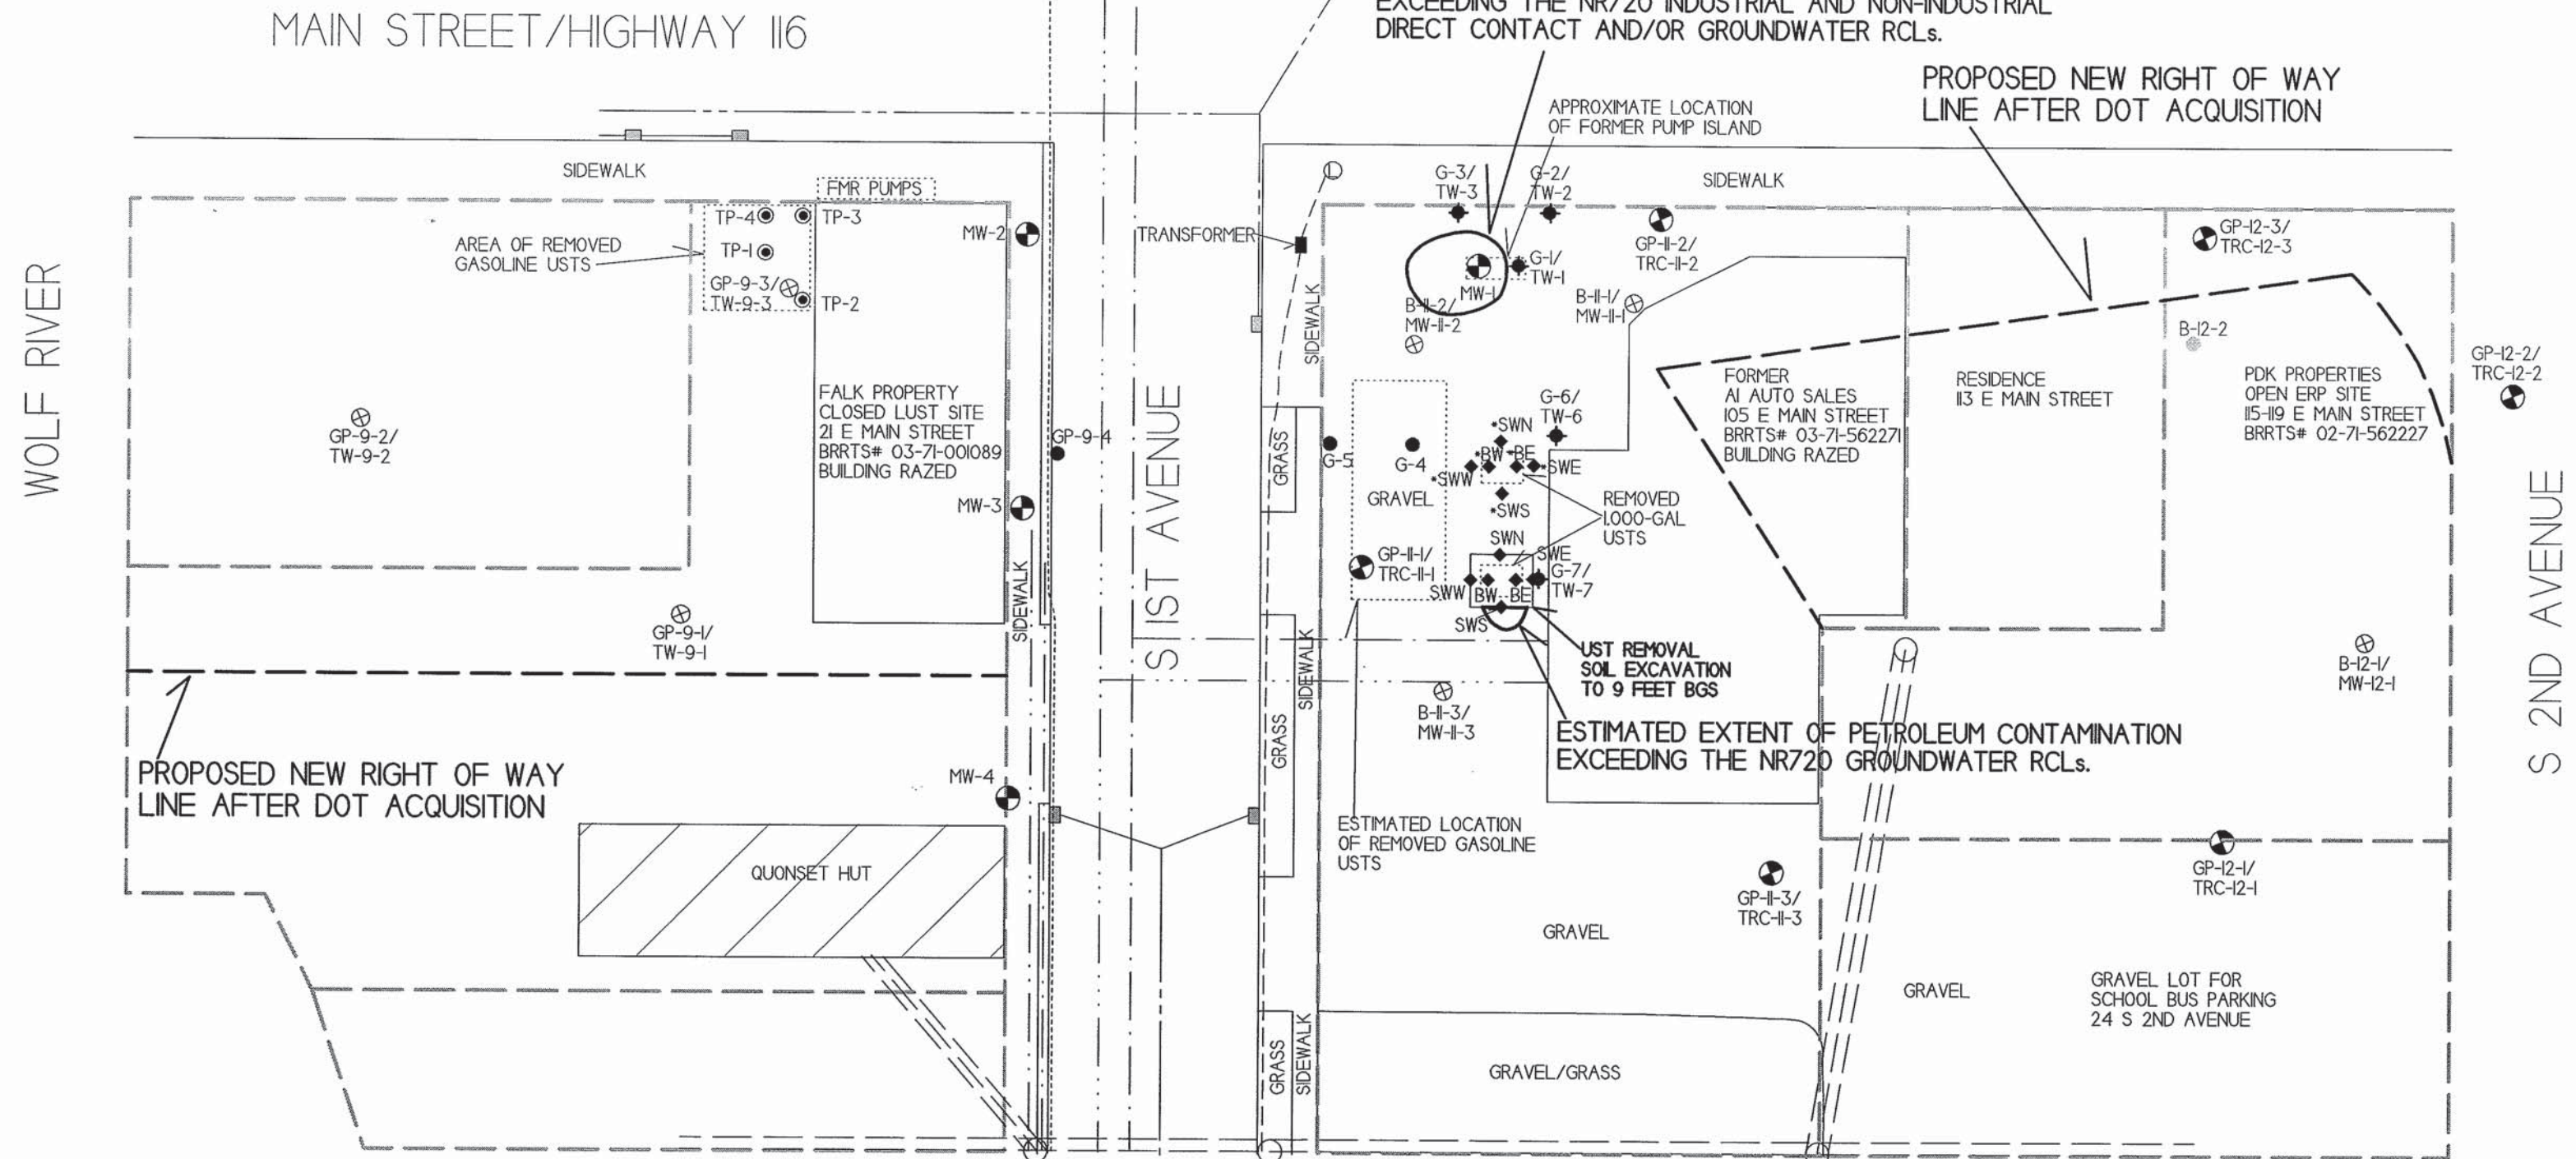 EXCEEDING THE NR720 INDUSTRIAL AND NON-INDUSTRIAL
DIRECT CONTACT AND/OR GROUNDWATER RCLs.
MAIN STREET/HIGHWAY 116
PROPOSED NEW RIGHT OF WAY
LINE AFTER DOT ACQUISITION
APPROXIMATE LOCATION
OF FORMER PUMP ISLAND
SIDEWALK
FMR PUMPS
TP-4
TP-3
TP-1
GP-9-3/
TW-9-3
TP-2
AREA OF REMOVED
GASOLINE USTS
MW-2
TRANSFORMER
L
G-3/
TW-3
G-2/
TW-2
SIDEWALK
GP-11-2/
TRC-11-2
G-1/
TW-1
MW-1
B-11-2/
MW-11-2
B-11-1/
MW-11-1
GP-12-3/
TRC-12-3
B-12-2
GP-12-2/
TRC-12-2
WOLF RIVER
GP-9-2/
TW-9-2
FALK PROPERTY
CLOSED LUST SITE
21 E MAIN STREET
BRRTS# 03-71-001089
BUILDING RAZED
GP-9-4
MW-3
SIDEWALK
S 1ST AVENUE
SIDEWALK
GRASS
G-5
G-4
GRAVEL
G-6/
TW-6
*SWN
*BW
*BE
*SWE
*SWW
*SWS
REMOVED
1,000-GAL
USTS
FORMER
A1 AUTO SALES
105 E MAIN STREET
BRRTS# 03-71-562271
BUILDING RAZED
RESIDENCE
113 E MAIN STREET
PDK PROPERTIES
OPEN ERP SITE
115-119 E MAIN STREET
BRRTS# 02-71-562227
S 2ND AVENUE
GP-11-1/
TRC-11-1
SWN
SWE
G-7/
TW-7
SWW
BW
BE
SWS
UST REMOVAL
SOIL EXCAVATION
TO 9 FEET BGS
GP-9-1/
TW-9-1
SIDEWALK
GRASS
B-11-3/
MW-11-3
ESTIMATED EXTENT OF PETROLEUM CONTAMINATION
EXCEEDING THE NR720 GROUNDWATER RCLs.
B-12-1/
MW-12-1
PROPOSED NEW RIGHT OF WAY
LINE AFTER DOT ACQUISITION
MW-4
QUONSET HUT
ESTIMATED LOCATION
OF REMOVED GASOLINE
USTS
GP-11-3/
TRC-11-3
GP-12-1/
TRC-12-1
GRAVEL
GRAVEL
GRAVEL LOT FOR
SCHOOL BUS PARKING
24 S 2ND AVENUE
GRASS
SIDEWALK
GRAVEL/GRASS